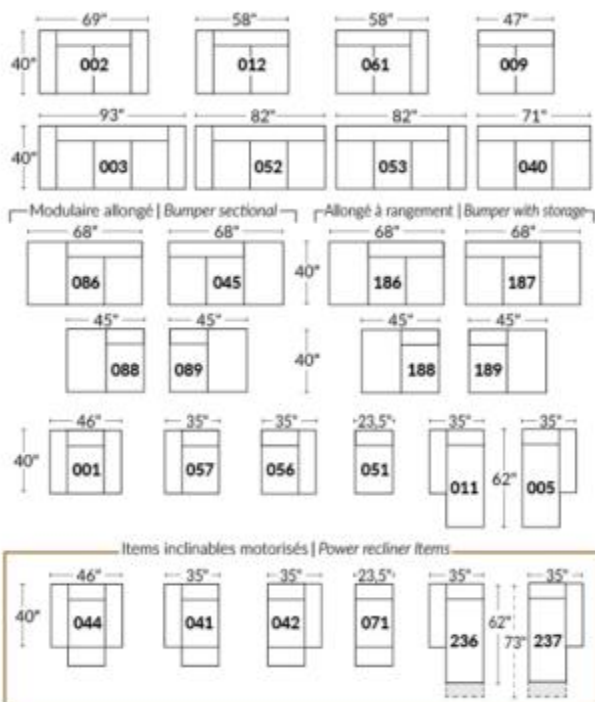 69" 58" 58" 47"
40" 002 012 061 009
93" 82" 82" 71"
40" 003 052 053 040
Modulaire allongé | Bumper sectional Allongé à rangement | Bumper with storage
68" 68" 68" 68"
086 045 40" 186 187
45" 45" 45" 45"
088 089 40" 188 189
46" 35" 35" 23.5" 35" 35"
40" 001 057 056 051 011 62" 005
Items inclinables motorisés | Power recliner Items
46" 35" 35" 23.5" 35" 35"
40" 044 041 042 071 236 62" 73" 237